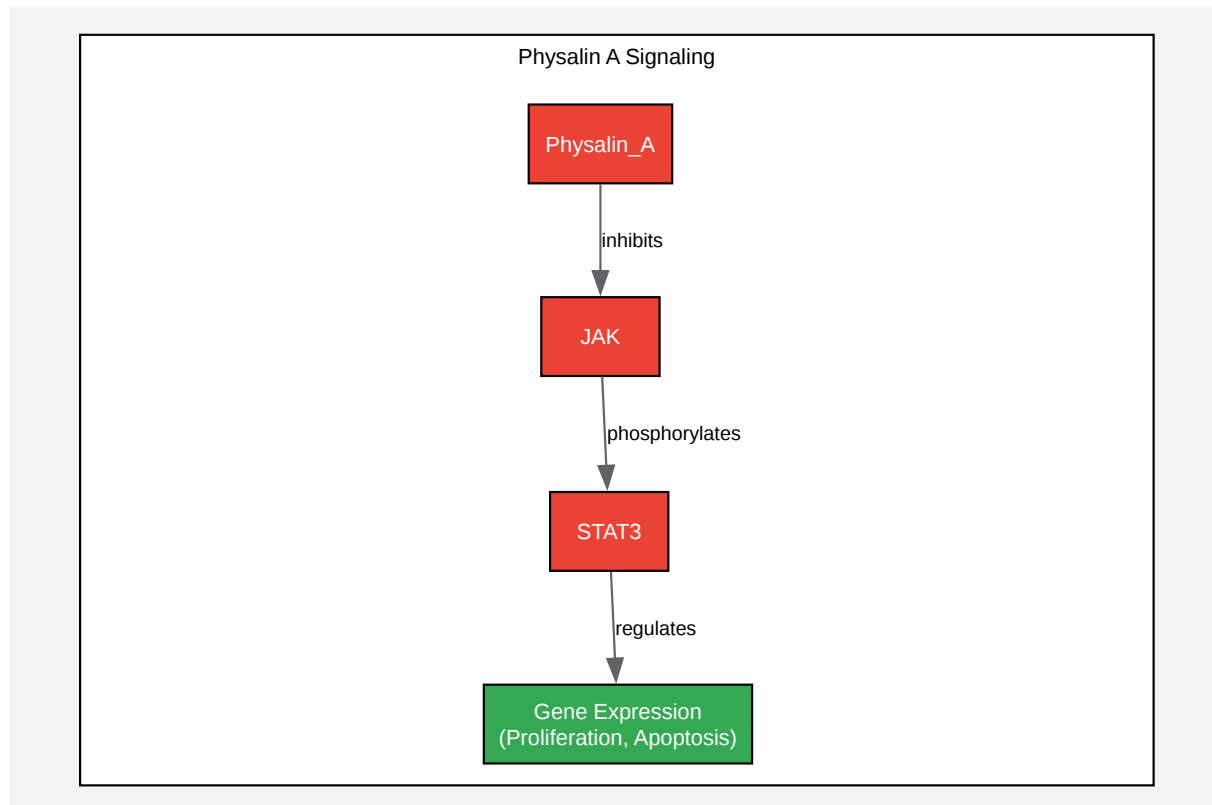 Physalin A Signaling
Physalin_A
inhibits
JAK
phosphorylates
STAT3
regulates
Gene Expression
(Proliferation, Apoptosis)